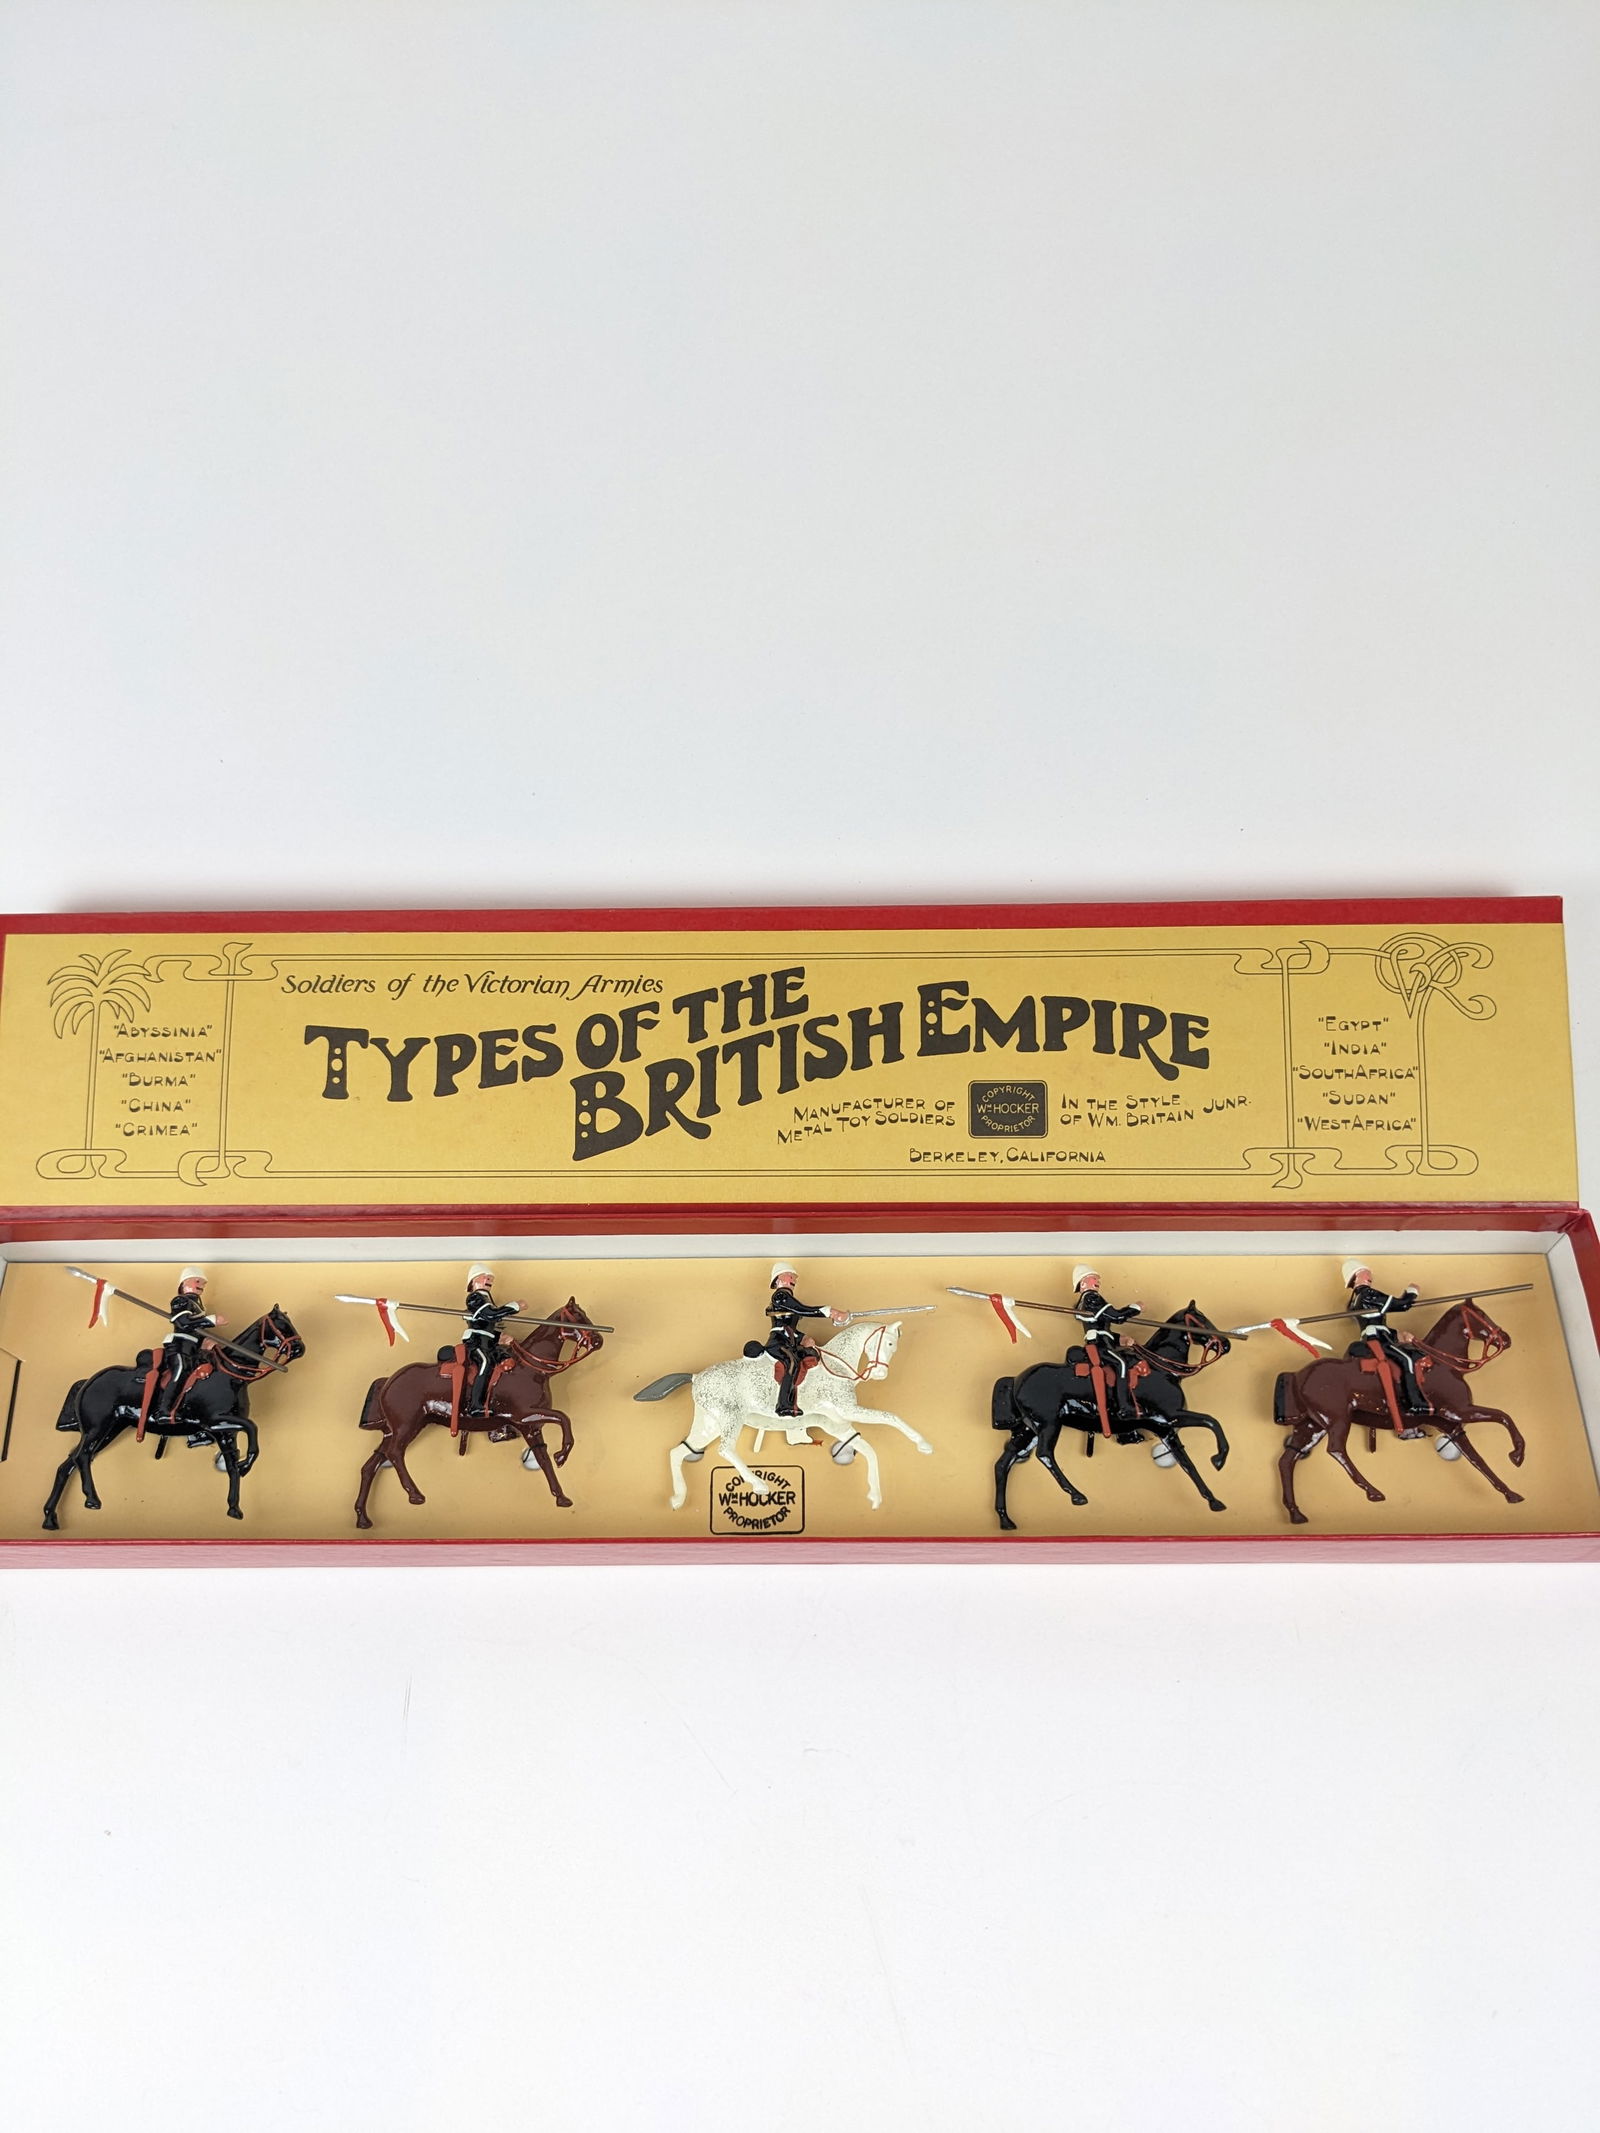 Soldiers of the Victorian Armies
TYPES OF THE
BRITISH EMPIRE
"ABYSSINIA"
"AFGHANISTAN"
"BURMA"
"CHINA"
"CRIMEA"
MANUFACTURER OF
METAL TOY SOLDIERS
COPYRIGHT
WM HOCKER
PROPRIETOR
IN THE STYLE
OF WM. BRITAIN JUNR.
BERKELEY, CALIFORNIA
VR
"EGYPT"
"INDIA"
"SOUTH AFRICA"
"SUDAN"
"WEST AFRICA"
COPYRIGHT
WM HOCKER
PROPRIETOR